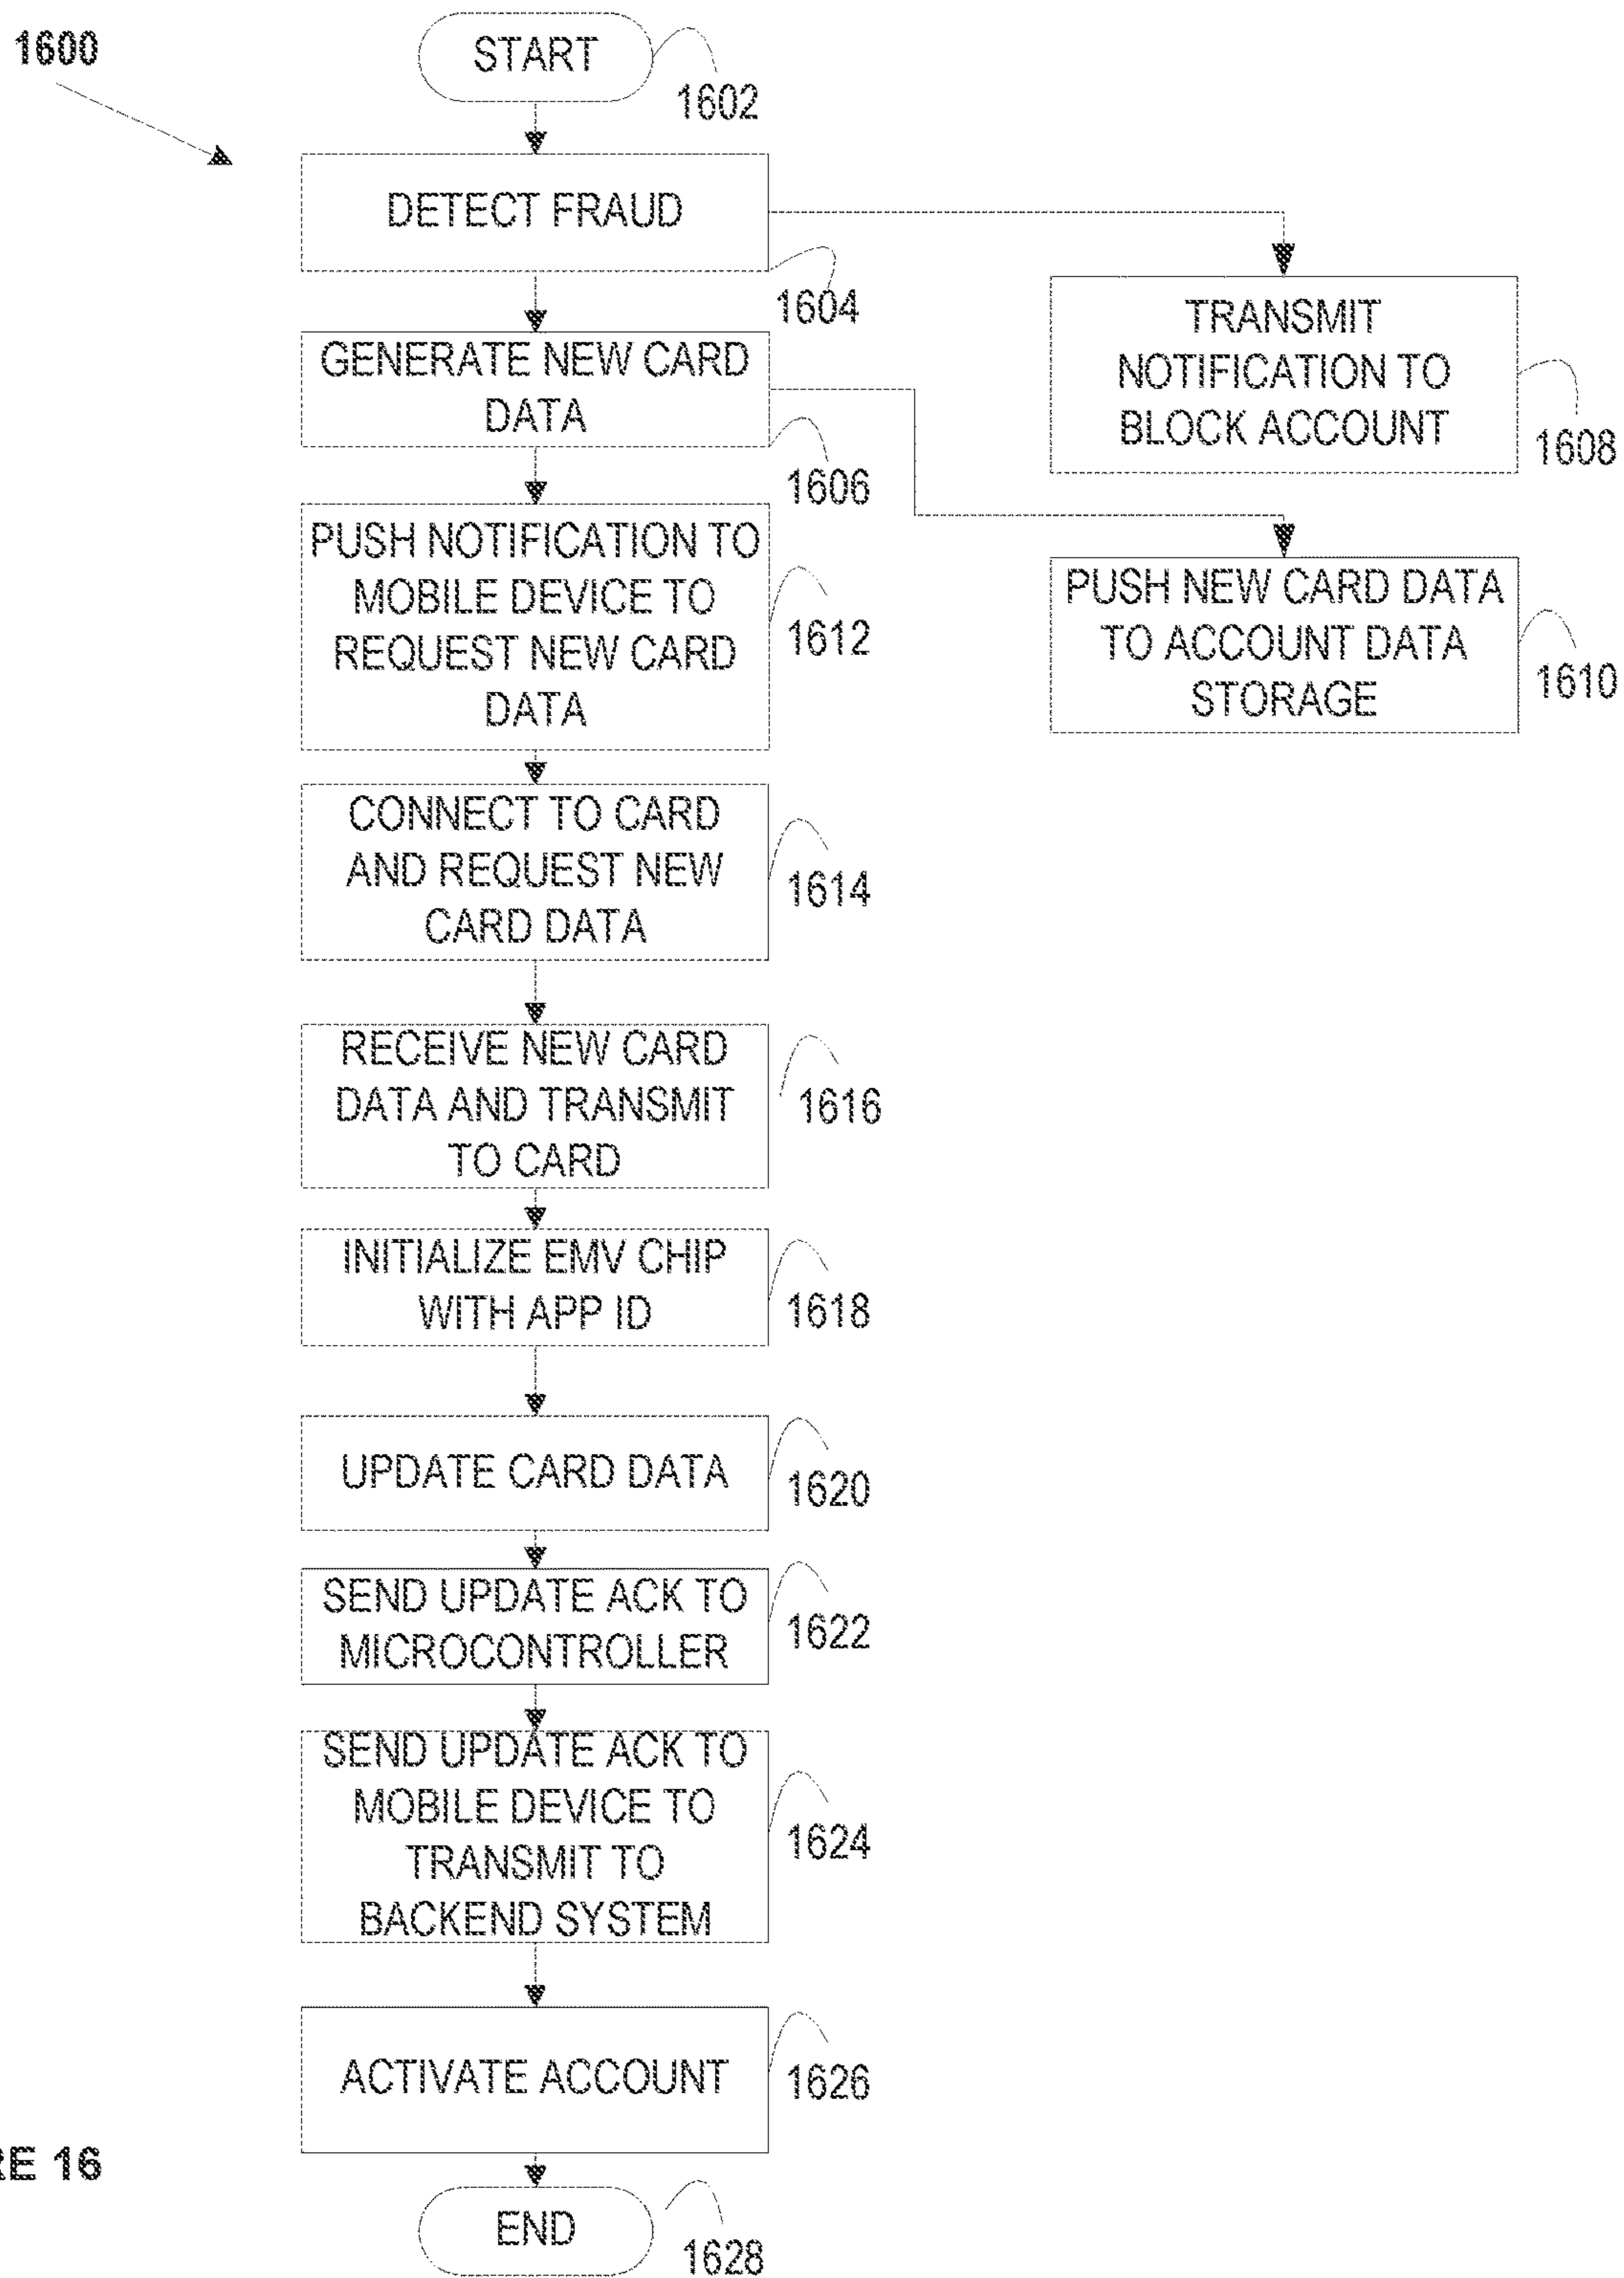 1600
START
1602
DETECT FRAUD
1604
TRANSMIT
NOTIFICATION TO
BLOCK ACCOUNT
1608
GENERATE NEW CARD
DATA
1606
PUSH NOTIFICATION TO
MOBILE DEVICE TO
REQUEST NEW CARD
DATA
1612
PUSH NEW CARD DATA
TO ACCOUNT DATA
STORAGE
1610
CONNECT TO CARD
AND REQUEST NEW
CARD DATA
1614
RECEIVE NEW CARD
DATA AND TRANSMIT
TO CARD
1616
INITIALIZE EMV CHIP
WITH APP ID
1618
UPDATE CARD DATA
1620
SEND UPDATE ACK TO
MICROCONTROLLER
1622
SEND UPDATE ACK TO
MOBILE DEVICE TO
TRANSMIT TO
BACKEND SYSTEM
1624
ACTIVATE ACCOUNT
1626
RE 16
END
1628